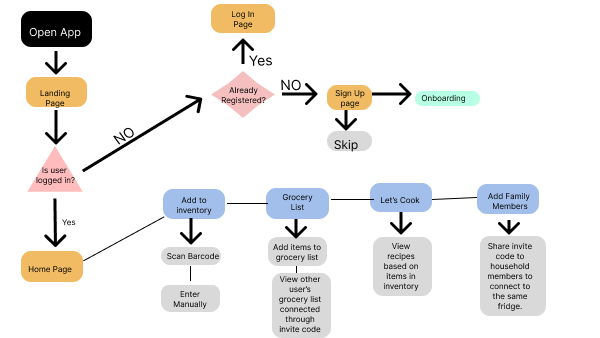 Open App
Log In
Page
Yes
Landing
Page
Already
Registered?
NO
Sign Up
page
Onboarding
NO
Skip
Is user
logged in?
Yes
Home Page
Add to
inventory
Grocery
List
Let's Cook
Add Family
Members
Scan Barcode
Enter
Manually
Add items to
grocery list
View other
user's
grocery list
connected
through
invite code
View
recipes
based on
items in
inventory
Share invite
code to
household
members to
connect to
the same
fridge.